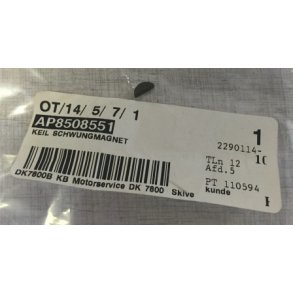 OT/14/ 5/ 7/ 1
AP8508551
KEIL SCHWUNGMAGNET
1
2290114-
10
TLn 12
Afd.5
PT 110594
DK7800B KB Motorservice DK 7800 Skive
kunde